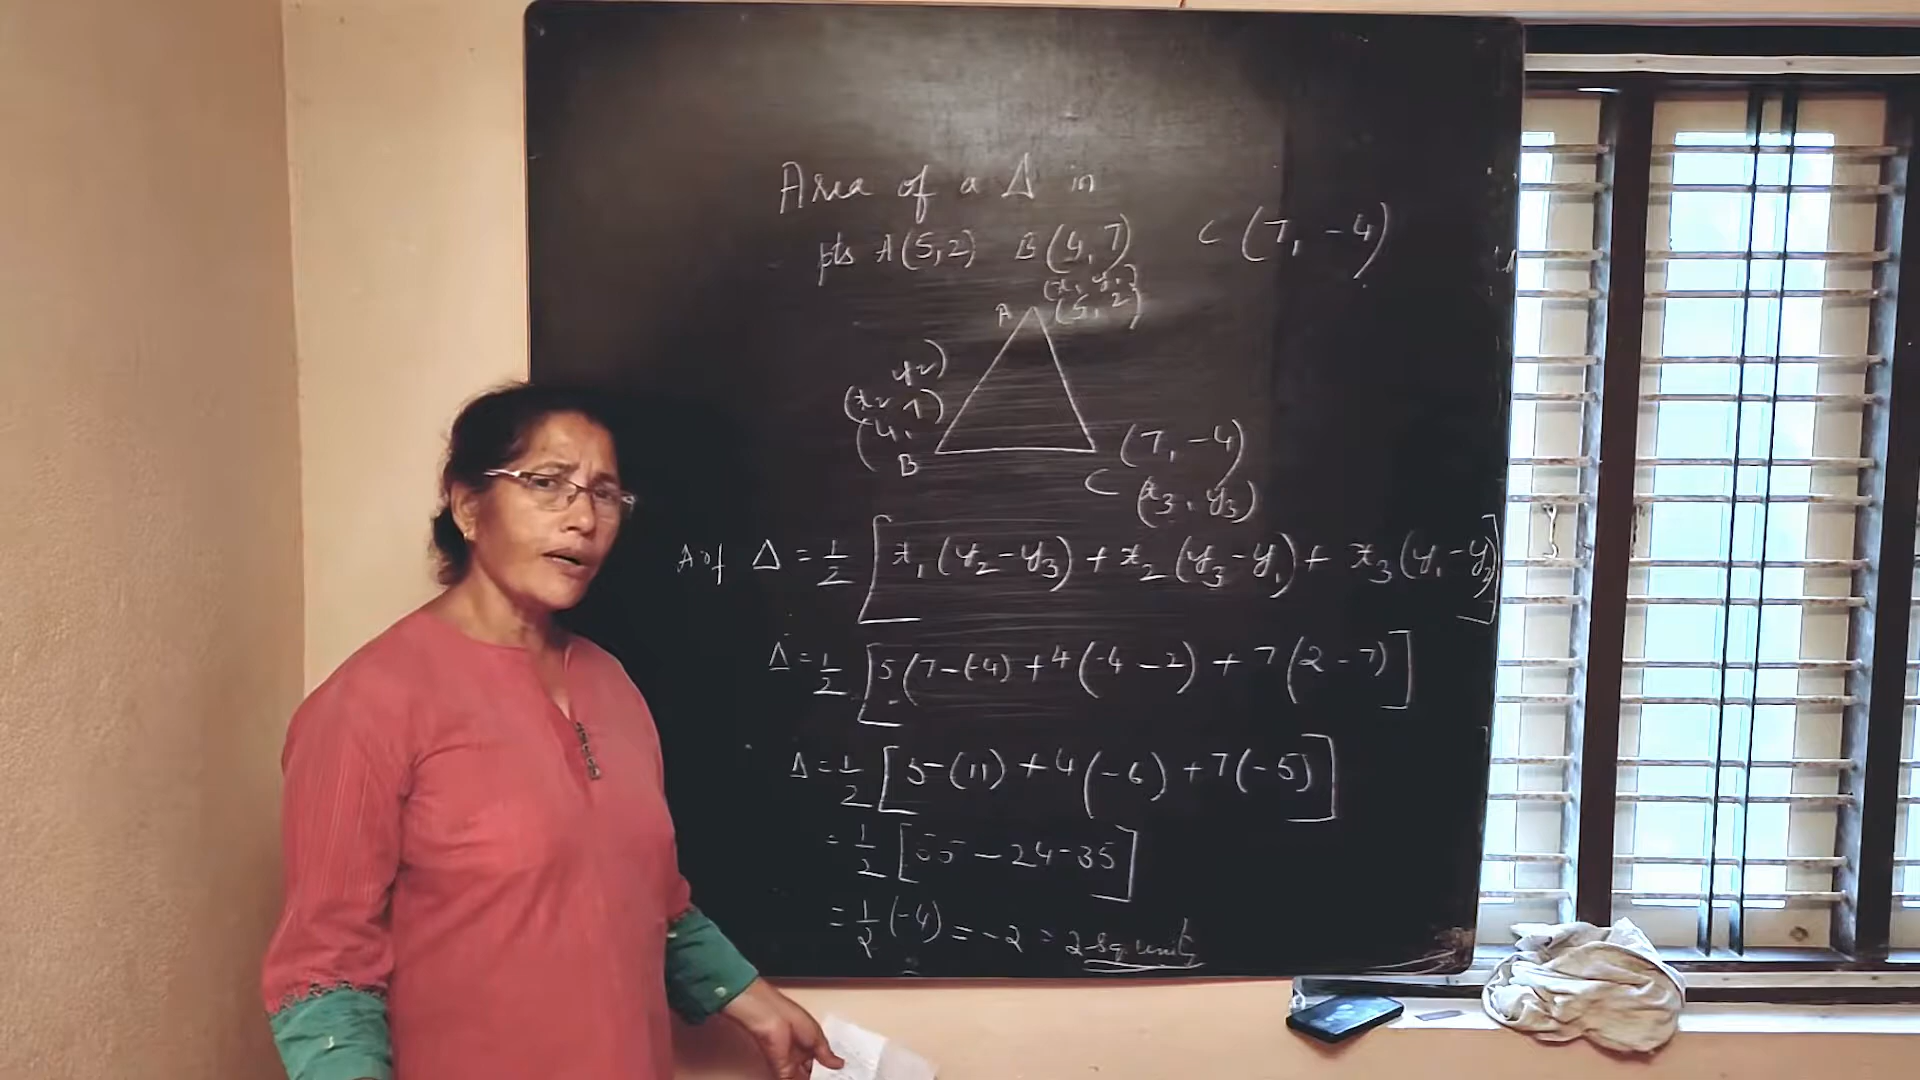 Area of a Δ in
pts A(5,2) B(4,7) C(7,-4)
(x₁ y₁)
A (5, 2)
y₂)
(x₂ 7)
(4,
B
(7, -4)
C (x₃, y₃)
A of Δ = 1/2 [x₁(y₂-y₃) + x₂(y₃-y₁) + x₃(y₁-y₂)]
Δ = 1/2 [5(7-(-4) + 4(-4-2) + 7(2-7)]
Δ = 1/2 [5-(11) + 4(-6) + 7(-5)]
= 1/2 [55 - 24-35]
= 1/2 (-4) = -2 = 2 sq. units